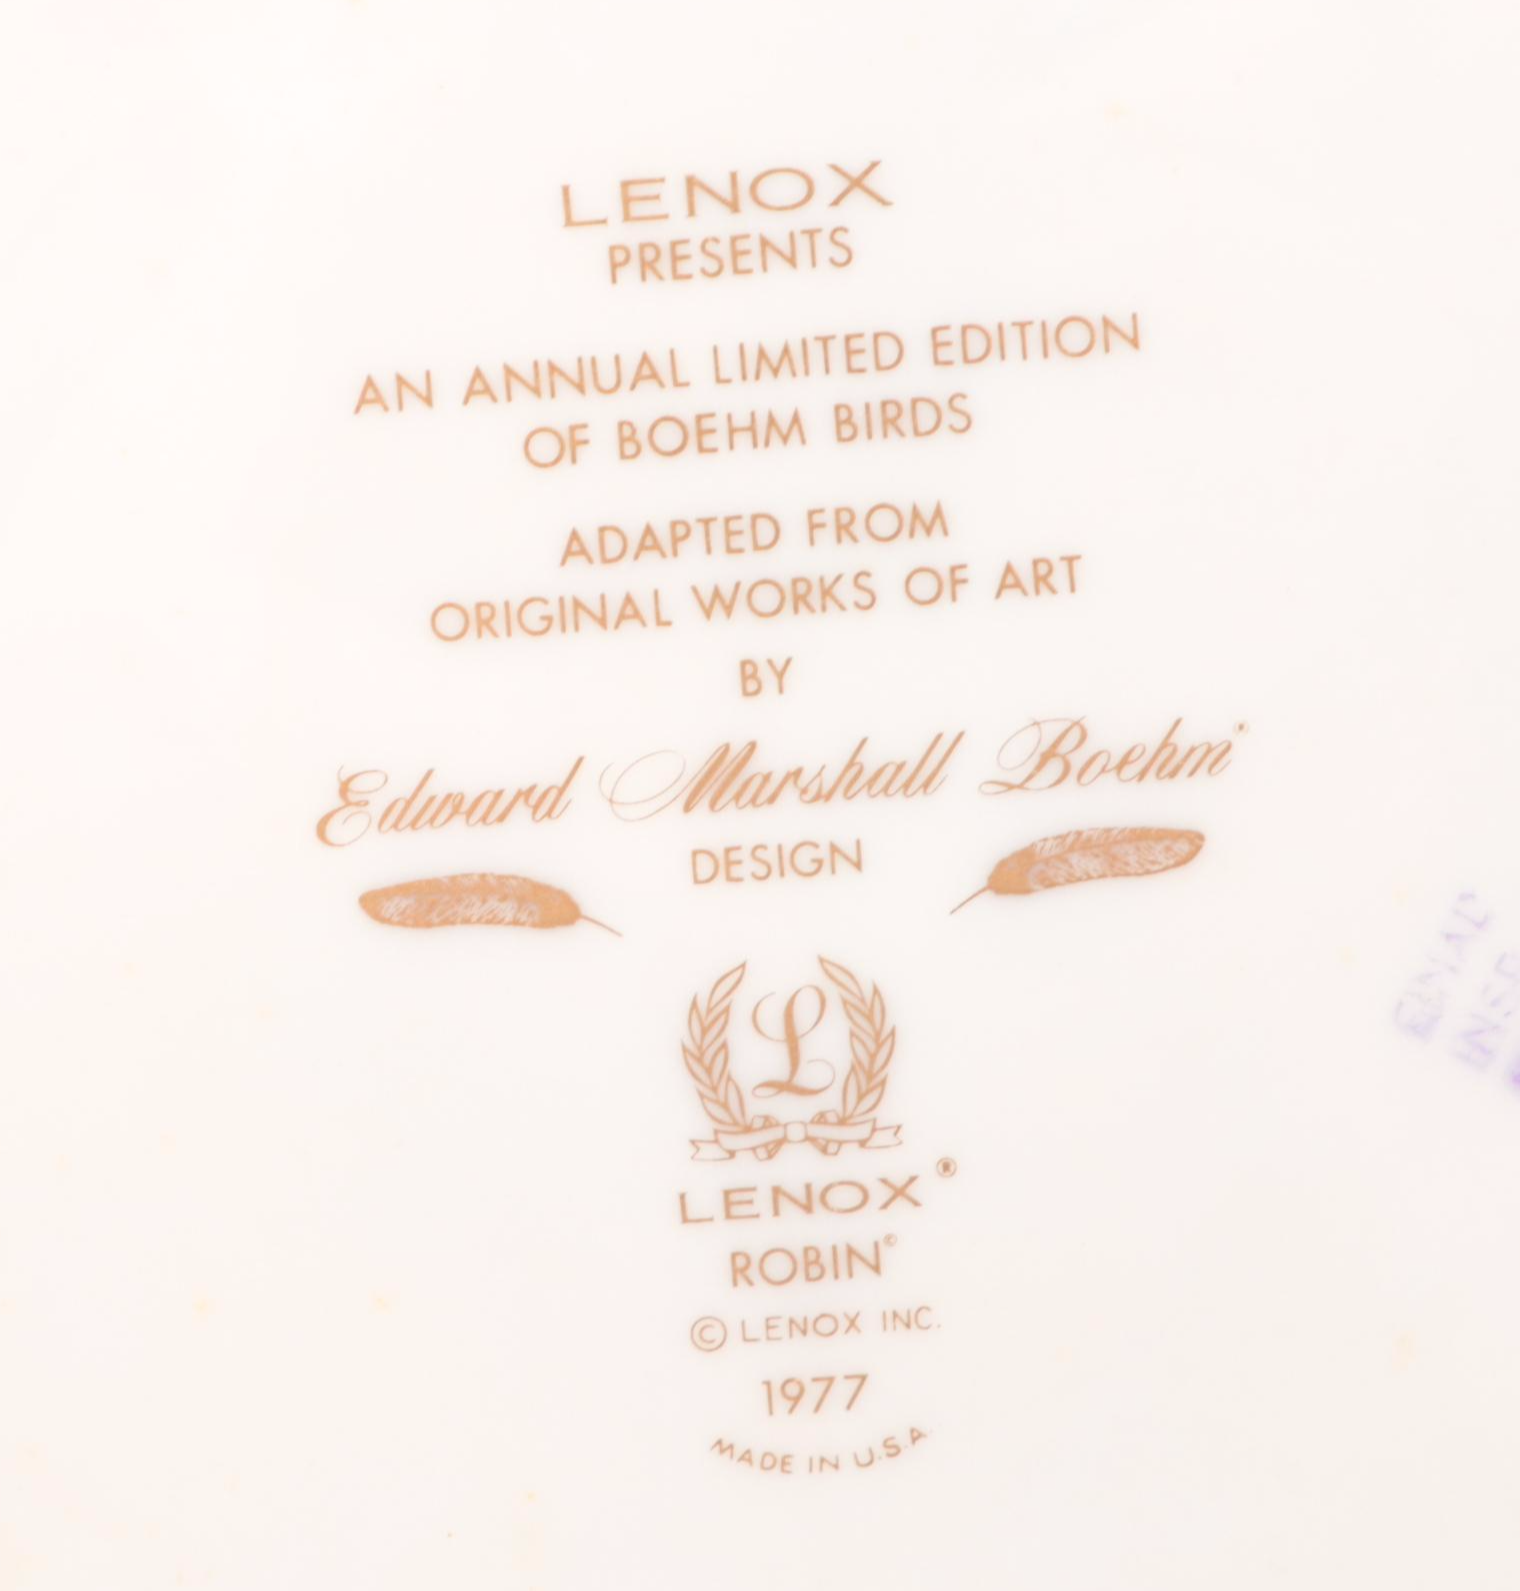 LENOX
PRESENTS
AN ANNUAL LIMITED EDITION
OF BOEHM BIRDS
ADAPTED FROM
ORIGINAL WORKS OF ART
BY
Edward Marshall Boehm
DESIGN
L
LENOX®
ROBIN©
© LENOX INC.
1977
MADE IN U.S.A.